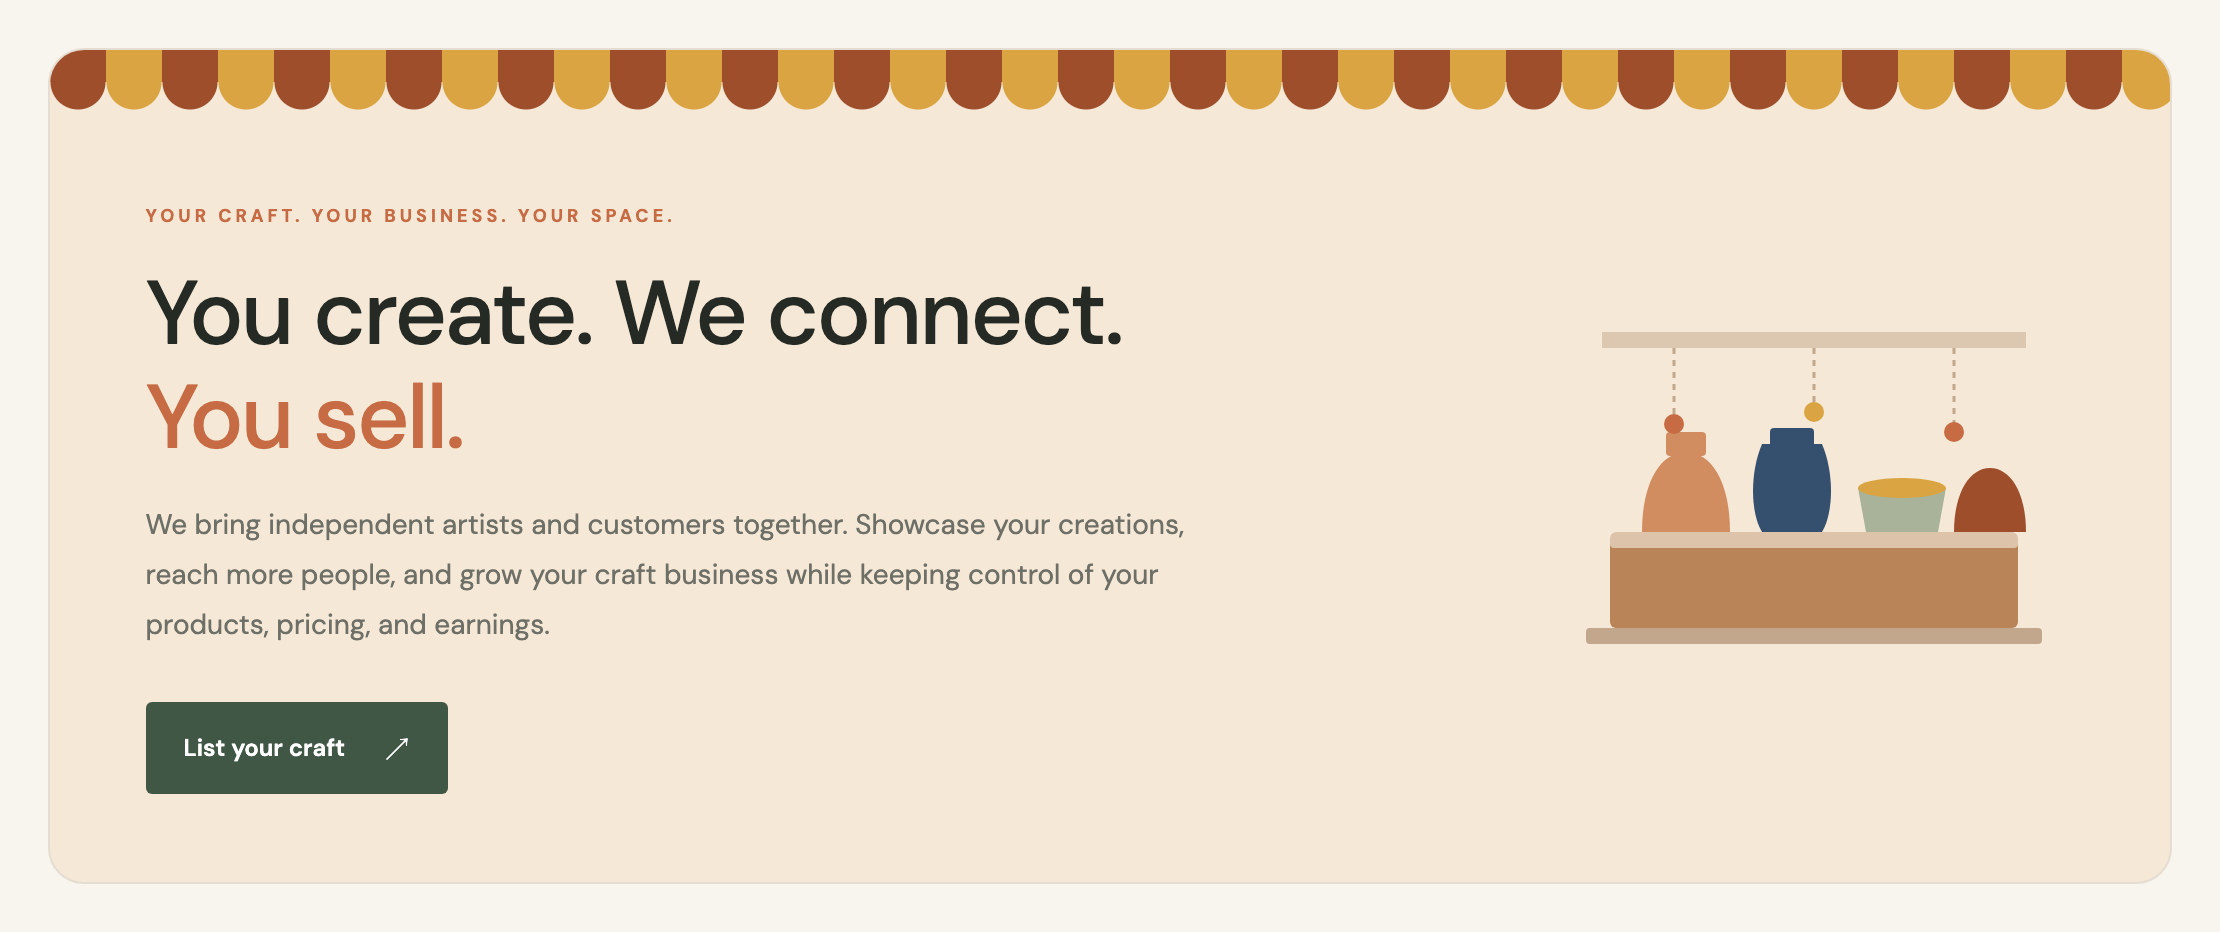 YOUR CRAFT. YOUR BUSINESS. YOUR SPACE.
You create. We connect.
You sell.
We bring independent artists and customers together. Showcase your creations,
reach more people, and grow your craft business while keeping control of your
products, pricing, and earnings.
List your craft